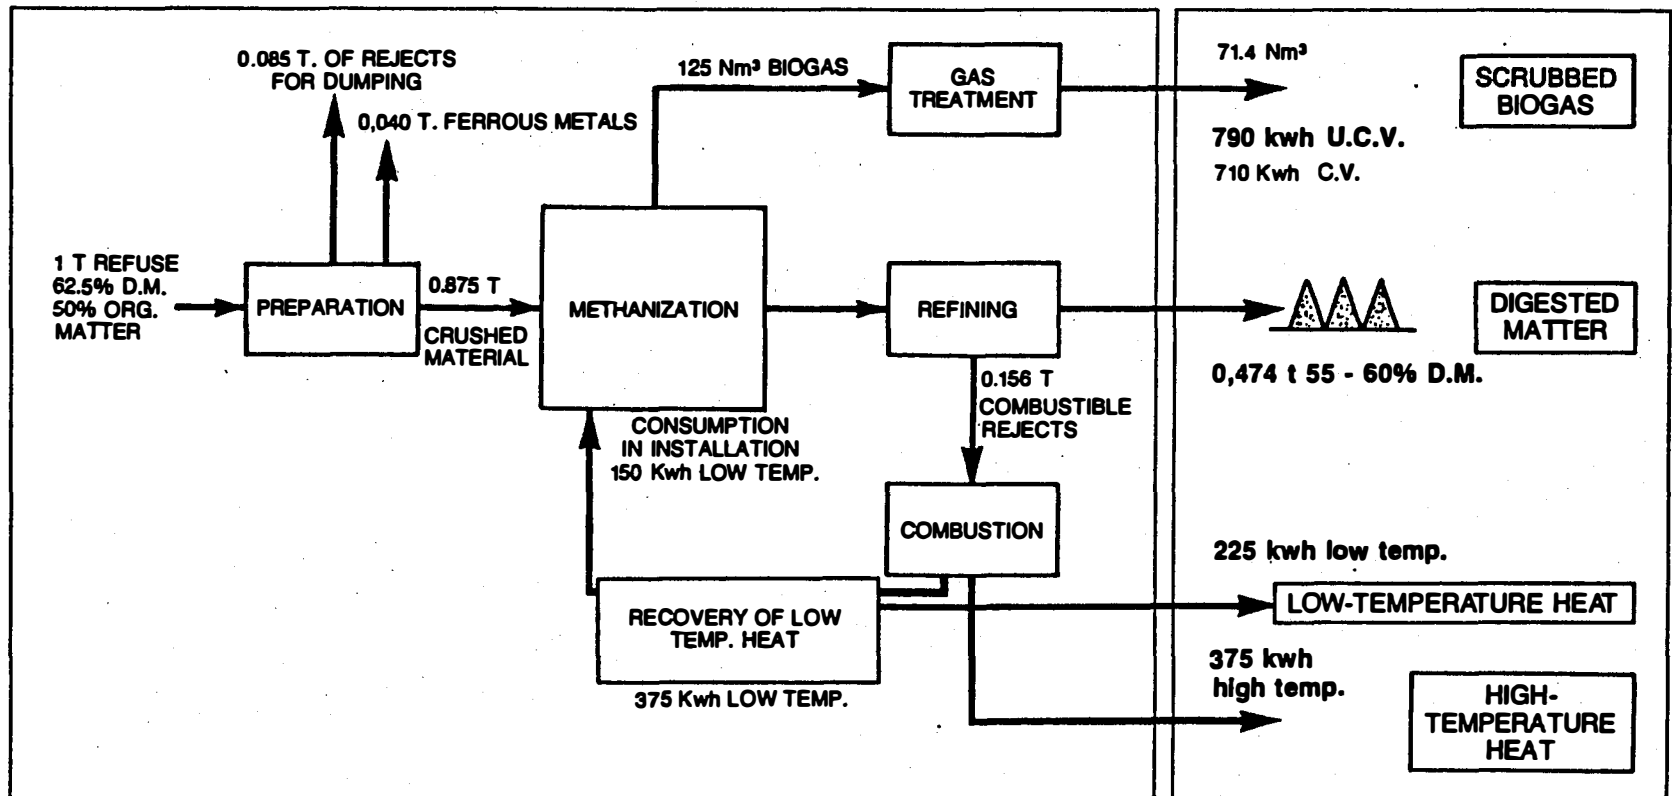 0.085 T. OF REJECTS
FOR DUMPING
0,040 T. FERROUS METALS
125 Nm³ BIOGAS
GAS
TREATMENT
71.4 Nm³
SCRUBBED
BIOGAS
790 kwh U.C.V.
710 Kwh C.V.
1 T REFUSE
62.5% D.M.
50% ORG.
MATTER
PREPARATION
0.875 T
CRUSHED
MATERIAL
METHANIZATION
REFINING
DIGESTED
MATTER
0,474 t 55 - 60% D.M.
0.156 T
COMBUSTIBLE
REJECTS
CONSUMPTION
IN INSTALLATION
150 Kwh LOW TEMP.
COMBUSTION
225 kwh low temp.
LOW-TEMPERATURE HEAT
RECOVERY OF LOW
TEMP. HEAT
375 Kwh LOW TEMP.
375 kwh
high temp.
HIGH-
TEMPERATURE
HEAT